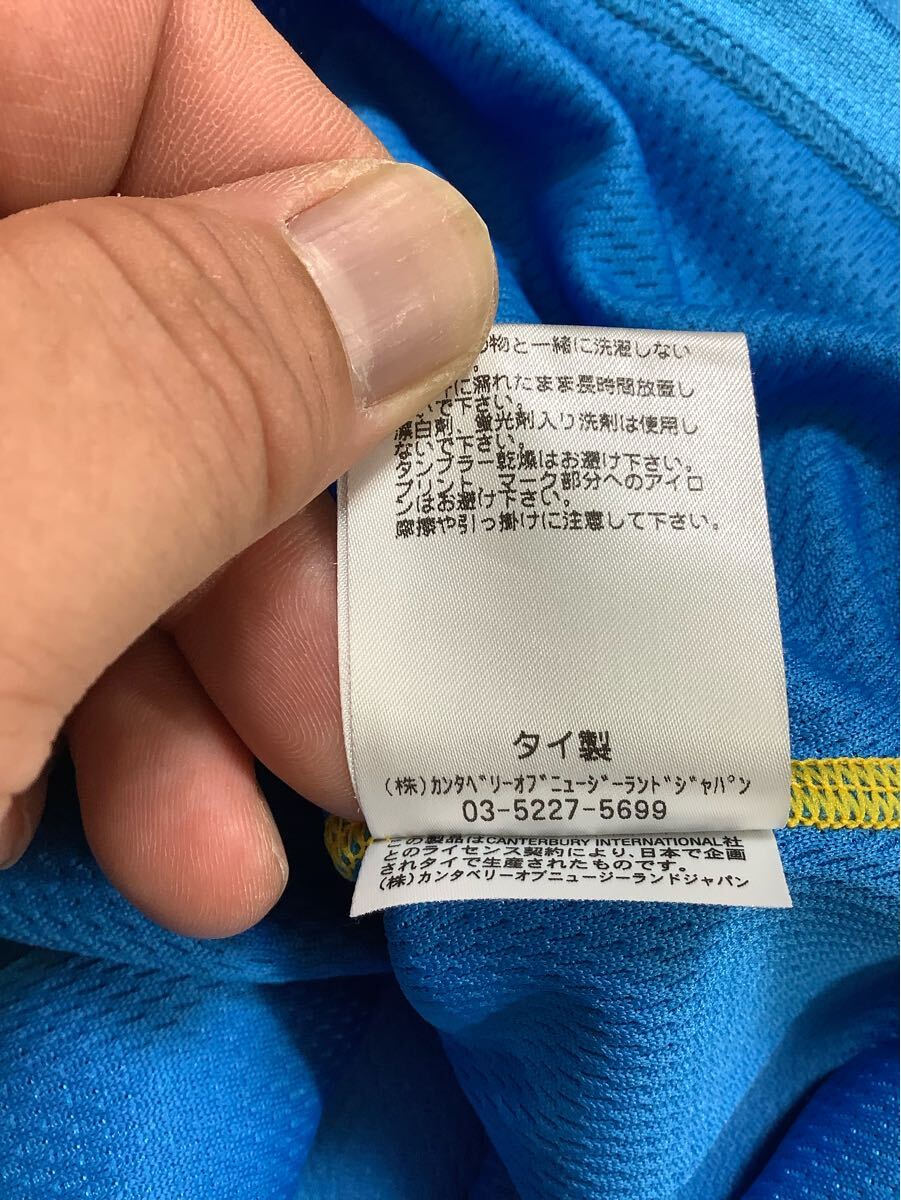 物と一緒に洗濯しない
。
に濡れたまま長時間放置し
いで下さい。
漂白剤、蛍光剤入り洗剤は使用し
ないで下さい。
タンブラー乾燥はお避け下さい。
プリント、マーク部分へのアイロ
ンはお避け下さい。
摩擦や引っ掛けに注意して下さい。
タイ製
(株)カンタベリーオブニュージーランドジャパン
03-5227-5699
この製品はCANTERBURY INTERNATIONAL社
とのライセンス契約により、日本で企画
されタイで生産されたものです。
(株)カンタベリーオブニュージーランドジャパン